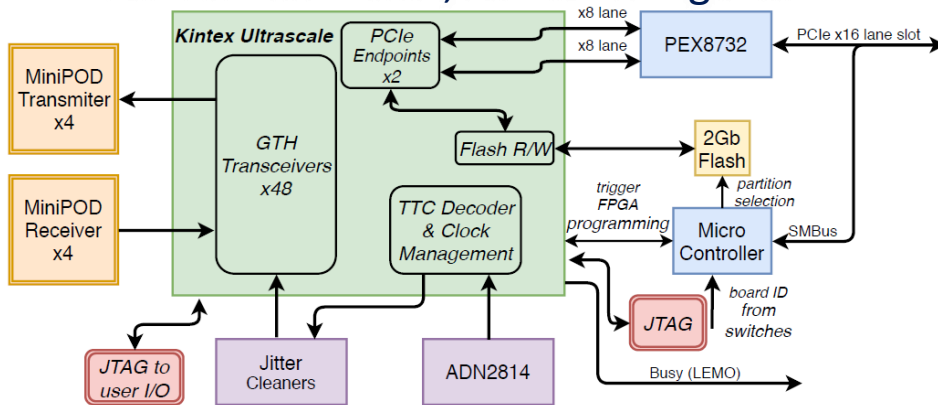 Kintex Ultrascale
PCIe
Endpoints
x2
x8 lane
x8 lane
PEX8732
PCIe x16 lane slot
MiniPOD
Transmiter
x4
GTH
Transceivers
x48
Flash R/W
2Gb
Flash
trigger
FPGA
programming
partition
selection
MiniPOD
Receiver
x4
TTC Decoder
& Clock
Management
Micro
Controller
SMBus
board ID
from
switches
JTAG
JTAG to
user I/O
Jitter
Cleaners
ADN2814
Busy (LEMO)